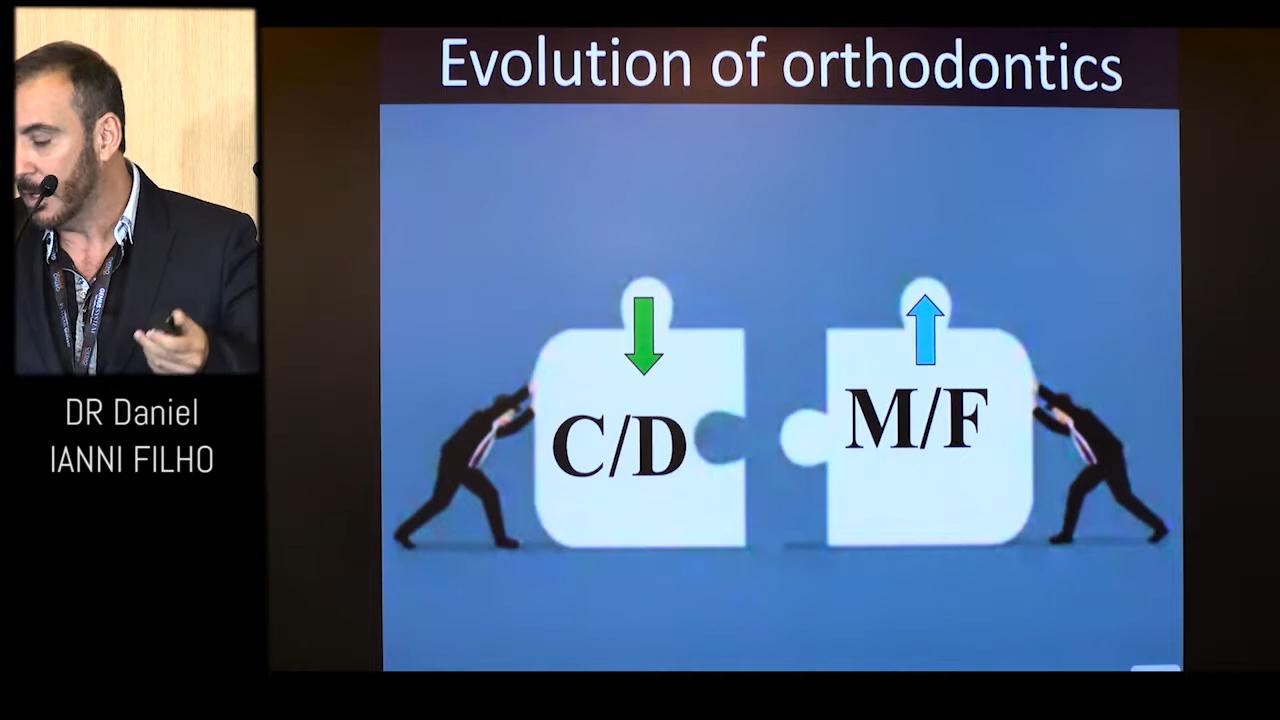 Evolution of orthodontics
C/D
M/F
DR Daniel
IANNI FILHO